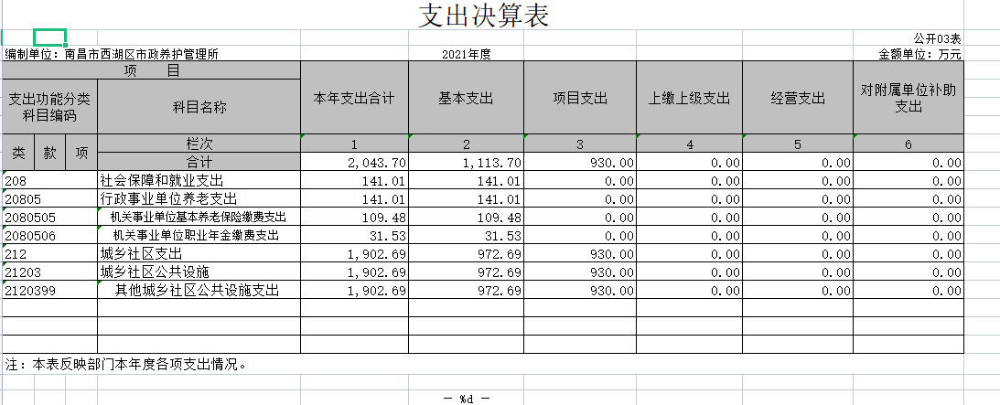 支出决算表
公开03表
编制单位：南昌市西湖区市政养护管理所 2021年度 金额单位：万元
项 目
支出功能分类科目编码 科目名称 本年支出合计 基本支出 项目支出 上缴上级支出 经营支出 对附属单位补助支出
类 款 项 栏次 1 2 3 4 5 6
合计 2,043.70 1,113.70 930.00 0.00 0.00 0.00
208 社会保障和就业支出 141.01 141.01 0.00 0.00 0.00 0.00
20805 行政事业单位养老支出 141.01 141.01 0.00 0.00 0.00 0.00
2080505 机关事业单位基本养老保险缴费支出 109.48 109.48 0.00 0.00 0.00 0.00
2080506 机关事业单位职业年金缴费支出 31.53 31.53 0.00 0.00 0.00 0.00
212 城乡社区支出 1,902.69 972.69 930.00 0.00 0.00 0.00
21203 城乡社区公共设施 1,902.69 972.69 930.00 0.00 0.00 0.00
2120399 其他城乡社区公共设施支出 1,902.69 972.69 930.00 0.00 0.00 0.00
注：本表反映部门本年度各项支出情况。
— %d —